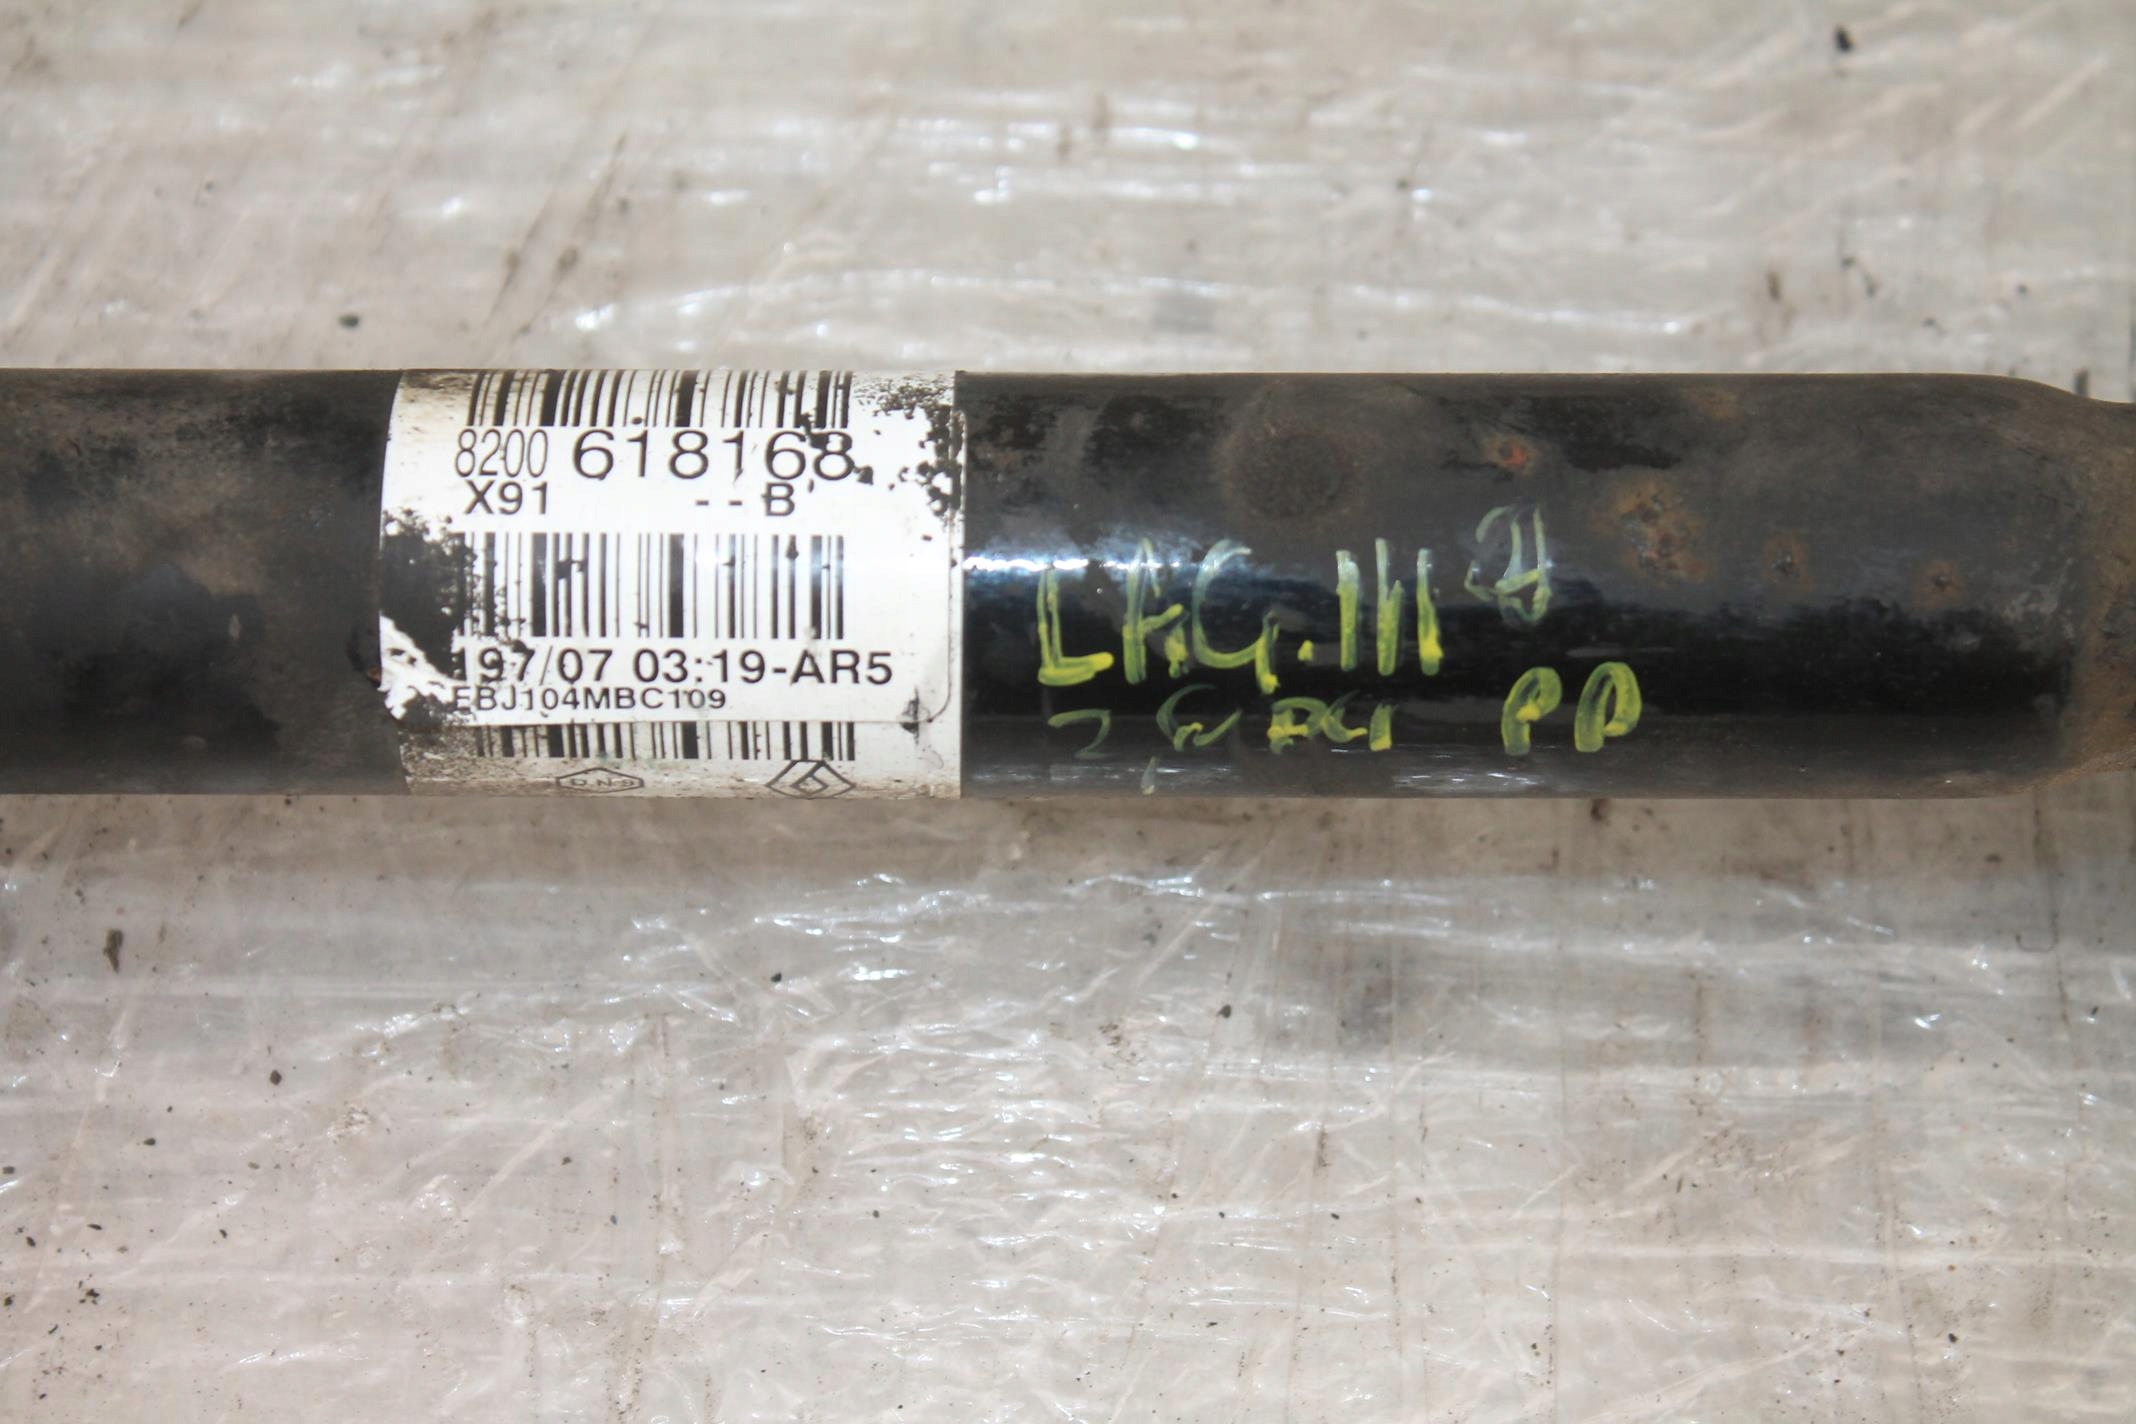 8200 618168
X91 --B
197/07 03:19-AR5
EBJ104MBC109
LAG.III
PP